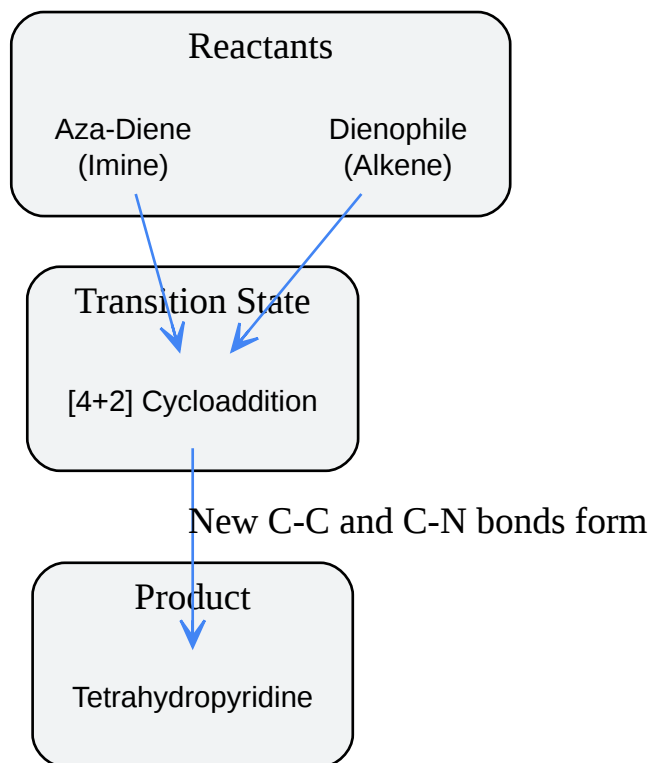 Reactants
Aza-Diene
(Imine)
Dienophile
(Alkene)
Transition State
[4+2] Cycloaddition
New C-C and C-N bonds form
Product
Tetrahydropyridine